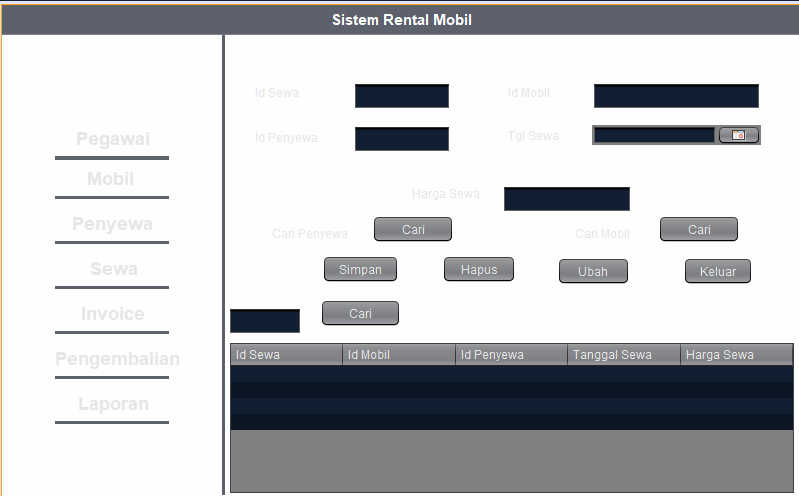 Sistem Rental Mobil
Pegawai
Mobil
Penyewa
Sewa
Invoice
Pengembalian
Laporan
Id Sewa
Id Mobil
Id Penyewa
Tgl Sewa
Harga Sewa
Cari Penyewa
Cari
Cari Mobil
Cari
Simpan
Hapus
Ubah
Keluar
Cari
Id Sewa Id Mobil Id Penyewa Tanggal Sewa Harga Sewa